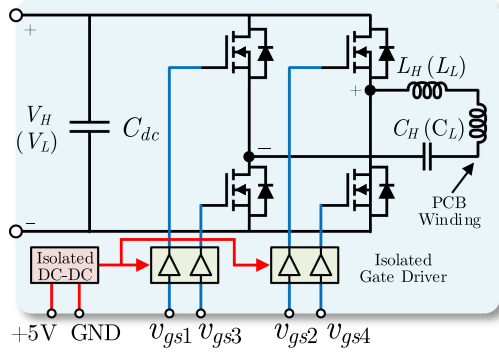 +
L_H (L_L)
V_H
(V_L)
C_dc
+
C_H (C_L)
−
PCB
Winding
−
Isolated
DC-DC
Isolated
Gate Driver
+5V GND v_gs1 v_gs3 v_gs2 v_gs4